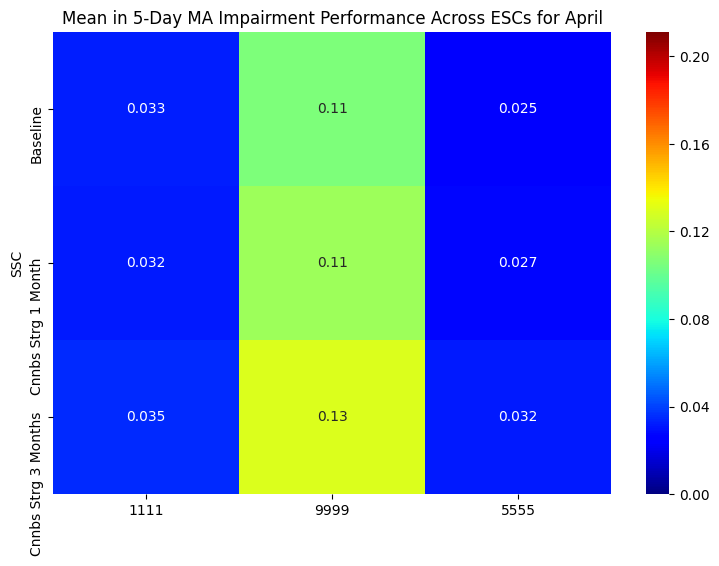 Mean in 5-Day MA Impairment Performance Across ESCs for April
SSC
Baseline
0.033 0.11 0.025
Cnnbs Strg 1 Month
0.032 0.11 0.027
Cnnbs Strg 3 Months
0.035 0.13 0.032
1111 9999 5555
0.20
0.16
0.12
0.08
0.04
0.00